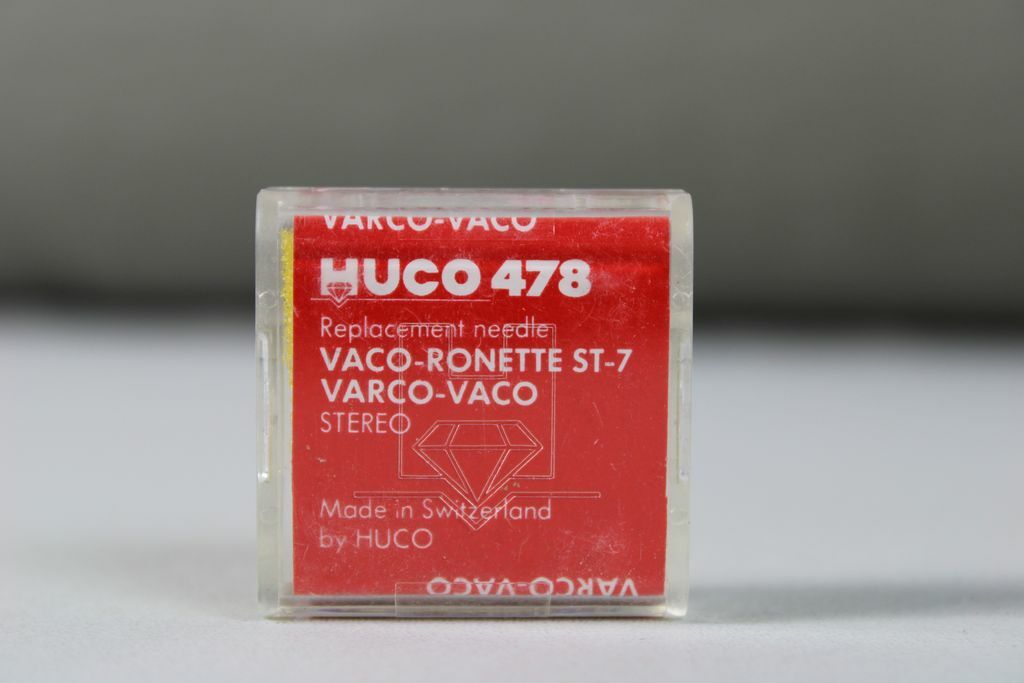 VARCO-VACO
HUCO 478
Replacement needle
VACO-RONETTE ST-7
VARCO-VACO
STEREO
Made in Switzerland
by HUCO
VARCO-VACO